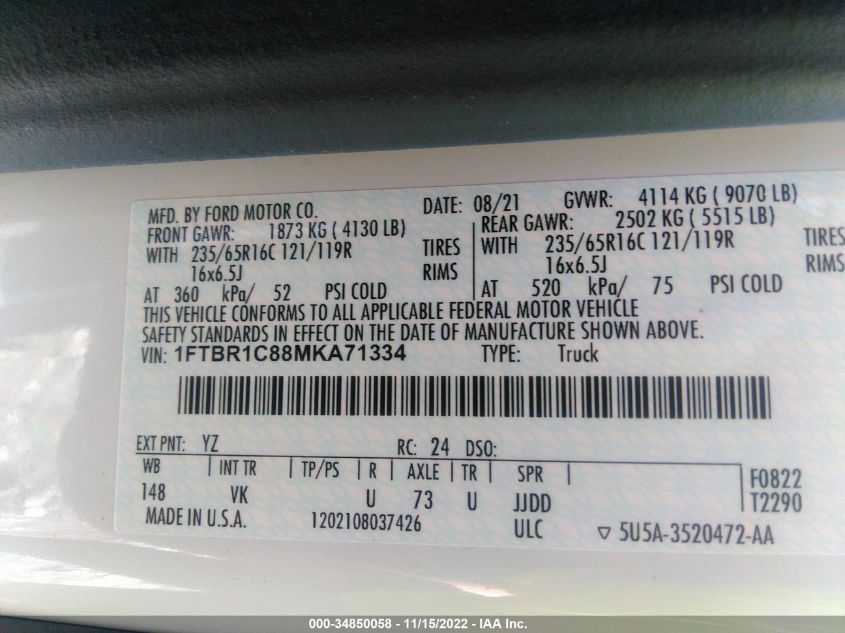 MFD. BY FORD MOTOR CO. DATE: 08/21 GVWR: 4114 KG ( 9070 LB)
FRONT GAWR: 1873 KG ( 4130 LB) REAR GAWR: 2502 KG ( 5515 LB)
WITH 235/65R16C 121/119R TIRES WITH 235/65R16C 121/119R TIRES
16x6.5J RIMS 16x6.5J RIMS
AT 360 kPa/ 52 PSI COLD AT 520 kPa/ 75 PSI COLD
THIS VEHICLE CONFORMS TO ALL APPLICABLE FEDERAL MOTOR VEHICLE
SAFETY STANDARDS IN EFFECT ON THE DATE OF MANUFACTURE SHOWN ABOVE.
VIN: 1FTBR1C88MKA71334 TYPE: Truck
EXT PNT: YZ RC: 24 DSO:
WB INT TR TP/PS R AXLE TR SPR F0822
148 VK U 73 U JJDD T2290
MADE IN U.S.A. 1202108037426 ULC ▽ 5U5A-3520472-AA
000-34850058 - 11/15/2022 - IAA Inc.